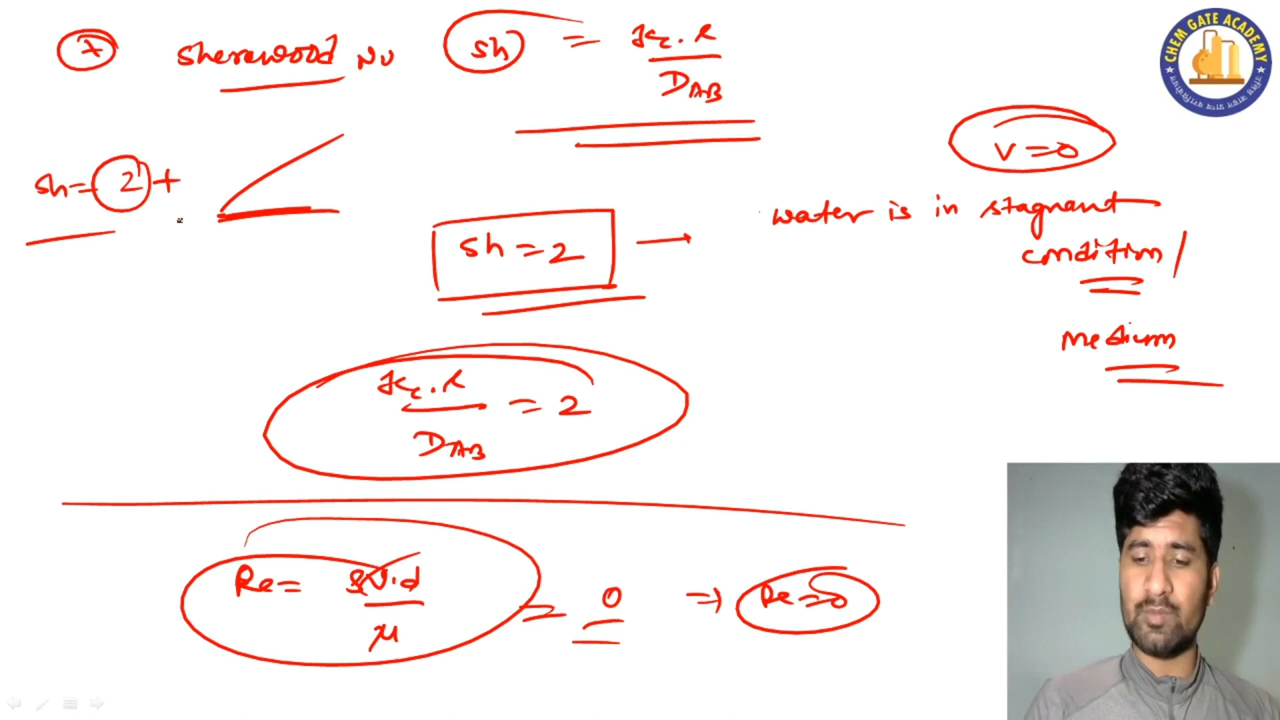 7 Sherewood No Sh = Kc.l / DAB
CHEM GATE ACADEMY
v=0
Sh = 2 +
water is in stagnant
condition/
medium
Sh = 2 →
Kc.l / DAB = 2
Re = ρv.d / μ = 0 ⇒ Re=0